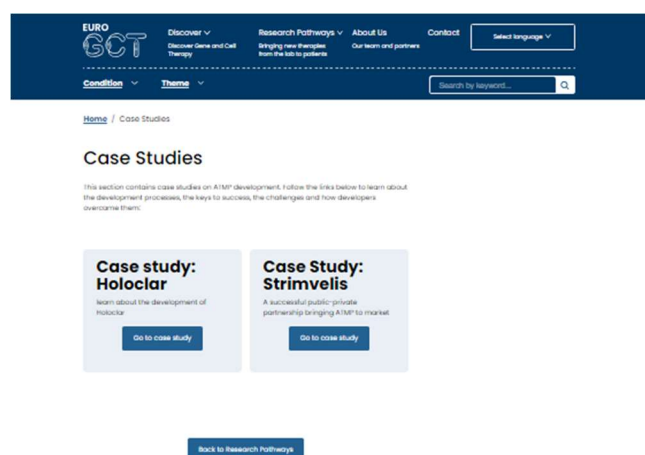 EURO
GCT
Discover
Discover Gene and Cell
Therapy
Research Pathways
Bringing new therapies
from the lab to patients
About Us
Our team and partners
Contact
Select language
Condition
Theme
Search by keyword...
Home / Case Studies
Case Studies
This section contains case studies on ATMP development. Follow the links below to learn about
the development processes, the keys to success, the challenges and how developers
overcame them:
Case study:
Holoclar
learn about the development of
Holoclar
Go to case study
Case Study:
Strimvelis
A successful public-private
partnership bringing ATMP to market
Go to case study
Back to Research Pathways